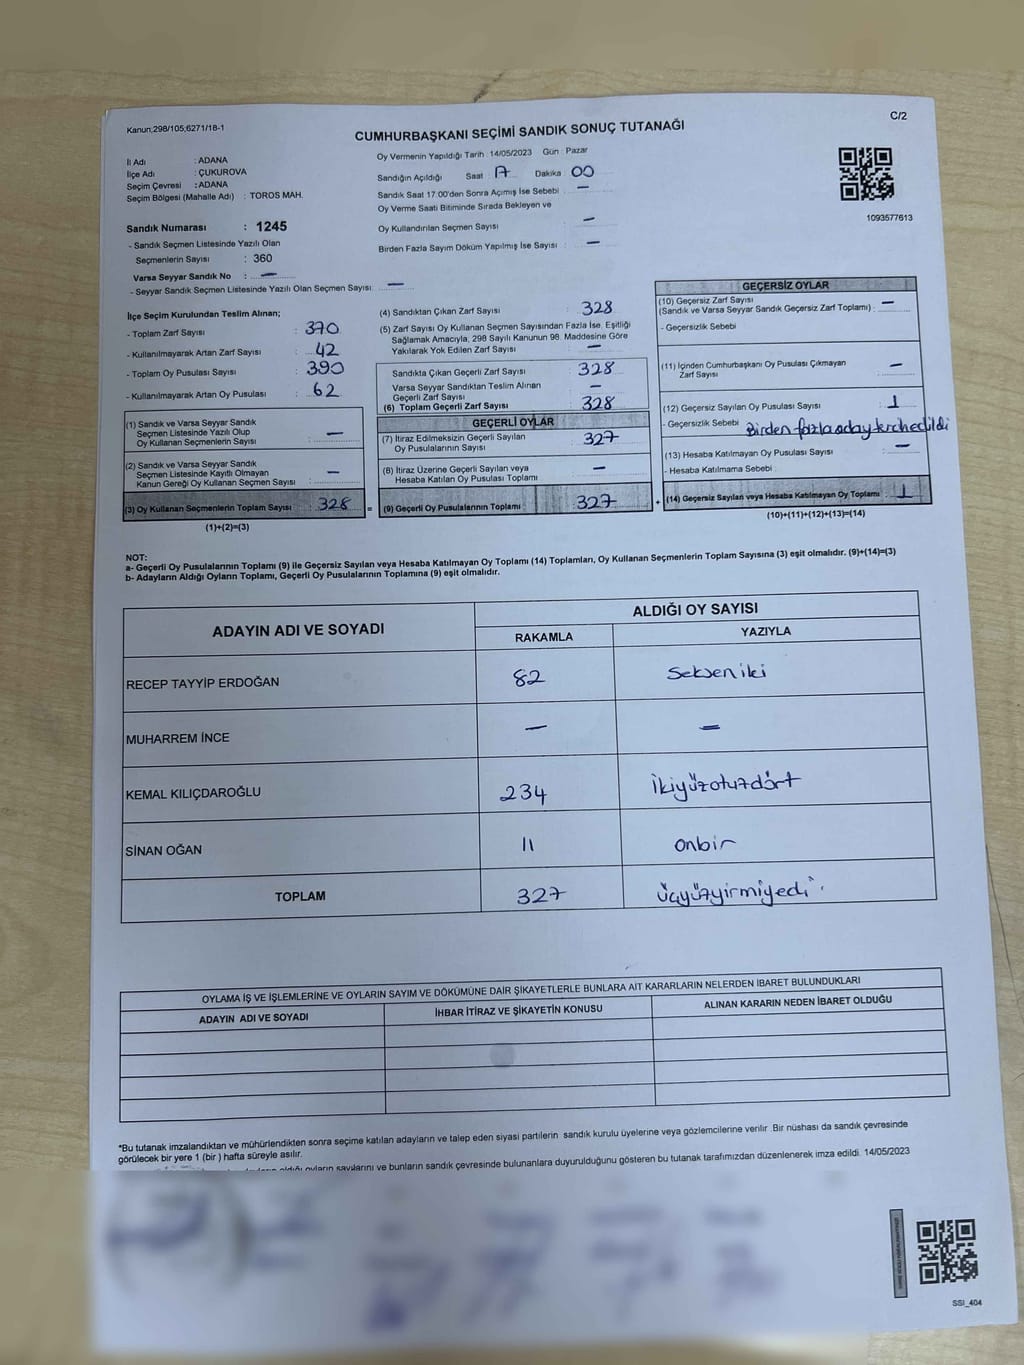 Kanun;298/105;6271/18-1
C/2
CUMHURBAŞKANI SEÇİMİ SANDIK SONUÇ TUTANAĞI
İl Adı : ADANA
İlçe Adı : ÇUKUROVA
Seçim Çevresi : ADANA
Seçim Bölgesi (Mahalle Adı) : TOROS MAH.
Oy Vermenin Yapıldığı Tarih : 14/05/2023 Gün : Pazar
Sandığın Açıldığı Saat 17 Dakika : 00
Sandık Saat 17:00'den Sonra Açımış İse Sebebi : —
Oy Verme Saati Bitiminde Sırada Bekleyen ve
Oy Kullandırılan Seçmen Sayısı : —
Birden Fazla Sayım Döküm Yapılmış İse Sayısı : —
1093577613
Sandık Numarası : 1245
- Sandık Seçmen Listesinde Yazılı Olan
Seçmenlerin Sayısı : 360
Varsa Seyyar Sandık No : —
- Seyyar Sandık Seçmen Listesinde Yazılı Olan Seçmen Sayısı: —
İlçe Seçim Kurulundan Teslim Alınan;
- Toplam Zarf Sayısı : 370
- Kullanılmayarak Artan Zarf Sayısı : 42
- Toplam Oy Pusulası Sayısı : 390
- Kullanılmayarak Artan Oy Pusulası : 62
(1) Sandık ve Varsa Seyyar Sandık
Seçmen Listesinde Yazılı Olup
Oy Kullananların Sayısı : —
(2) Sandık ve Varsa Seyyar Sandık
Seçmen Listesinde Kayıtlı Olmayan
Kanun Gereği Oy Kullanan Seçmen Sayısı : —
(3) Oy Kullanan Seçmenlerin Toplam Sayısı : 328 =
(1)+(2)=(3)
(4) Sandıktan Çıkan Zarf Sayısı : 328
(5) Zarf Sayısı Oy Kullanan Seçmen Sayısından Fazla İse, Eşitliği
Sağlamak Amacıyla, 298 Sayılı Kanunun 98. Maddesine Göre
Yakılarak Yok Edilen Zarf Sayısı : —
Sandıkta Çıkan Geçerli Zarf Sayısı : 328
Varsa Seyyar Sandıktan Teslim Alınan
Geçerli Zarf Sayısı : —
(6) Toplam Geçerli Zarf Sayısı : 328
GEÇERLİ OYLAR
(7) İtiraz Edilmeksizin Geçerli Sayılan
Oy Pusulalarının Sayısı : 327
(8) İtiraz Üzerine Geçerli Sayılan veya
Hesaba Katılan Oy Pusulası Toplamı : —
(9) Geçerli Oy Pusulalarının Toplamı : 327 +
GEÇERSİZ OYLAR
(10) Geçersiz Zarf Sayısı
(Sandık ve Varsa Seyyar Sandık Geçersiz Zarf Toplamı) : —
- Geçersizlik Sebebi
(11) İçinden Cumhurbaşkanı Oy Pusulası Çıkmayan
Zarf Sayısı : —
(12) Geçersiz Sayılan Oy Pusulası Sayısı : 1
- Geçersizlik Sebebi Birden fazla aday tercih edildi
(13) Hesaba Katılmayan Oy Pusulası Sayısı : —
- Hesaba Katılmama Sebebi :
(14) Geçersiz Sayılan veya Hesaba Katılmayan Oy Toplamı : 1
(10)+(11)+(12)+(13)=(14)
NOT:
a- Geçerli Oy Pusulalarının Toplamı (9) ile Geçersiz Sayılan veya Hesaba Katılmayan Oy Toplamı (14) Toplamları, Oy Kullanan Seçmenlerin Toplam Sayısına (3) eşit olmalıdır. (9)+(14)=(3)
b- Adayların Aldığı Oyların Toplamı, Geçerli Oy Pusulalarının Toplamına (9) eşit olmalıdır.
ADAYIN ADI VE SOYADI
ALDIĞI OY SAYISI
RAKAMLA YAZIYLA
RECEP TAYYİP ERDOĞAN 82 Seksen iki
MUHARREM İNCE — —
KEMAL KILIÇDAROĞLU 234 İkiyüzotuzdört
SİNAN OĞAN 11 onbir
TOPLAM 327 üçyüzyirmiyedi
OYLAMA İŞ VE İŞLEMLERİNE VE OYLARIN SAYIM VE DÖKÜMÜNE DAİR ŞİKAYETLERLE BUNLARA AİT KARARLARIN NELERDEN İBARET BULUNDUKLARI
ADAYIN ADI VE SOYADI İHBAR İTİRAZ VE ŞİKAYETİN KONUSU ALINAN KARARIN NEDEN İBARET OLDUĞU
*Bu tutanak imzalandıktan ve mühürlendikten sonra seçime katılan adayların ve talep eden siyasi partilerin sandık kurulu üyelerine veya gözlemcilerine verilir .Bir nüshası da sandık çevresinde
görülecek bir yere 1 (bir ) hafta süreyle asılır.
aldığı oyların sayılarını ve bunların sandık çevresinde bulunanlara duyurulduğunu gösteren bu tutanak tarafımızdan düzenlenerek imza edildi. 14/05/2023
SSI_404